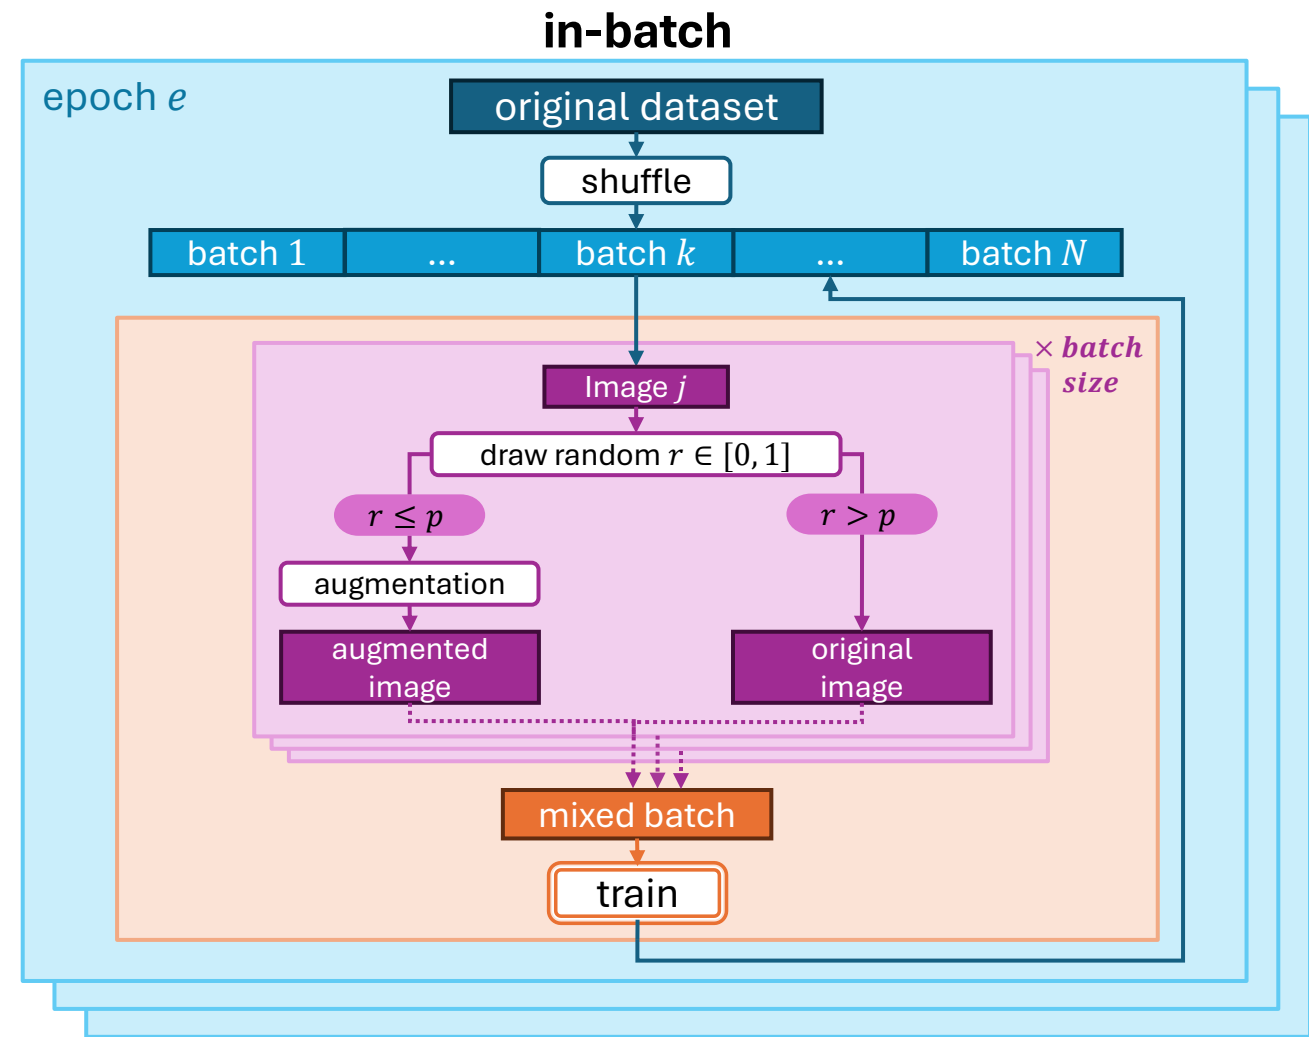 in-batch
epoch e
original dataset
shuffle
batch 1
...
batch k
...
batch N
× batch
size
Image j
draw random r ∈ [0, 1]
r ≤ p
r > p
augmentation
augmented
image
original
image
mixed batch
train